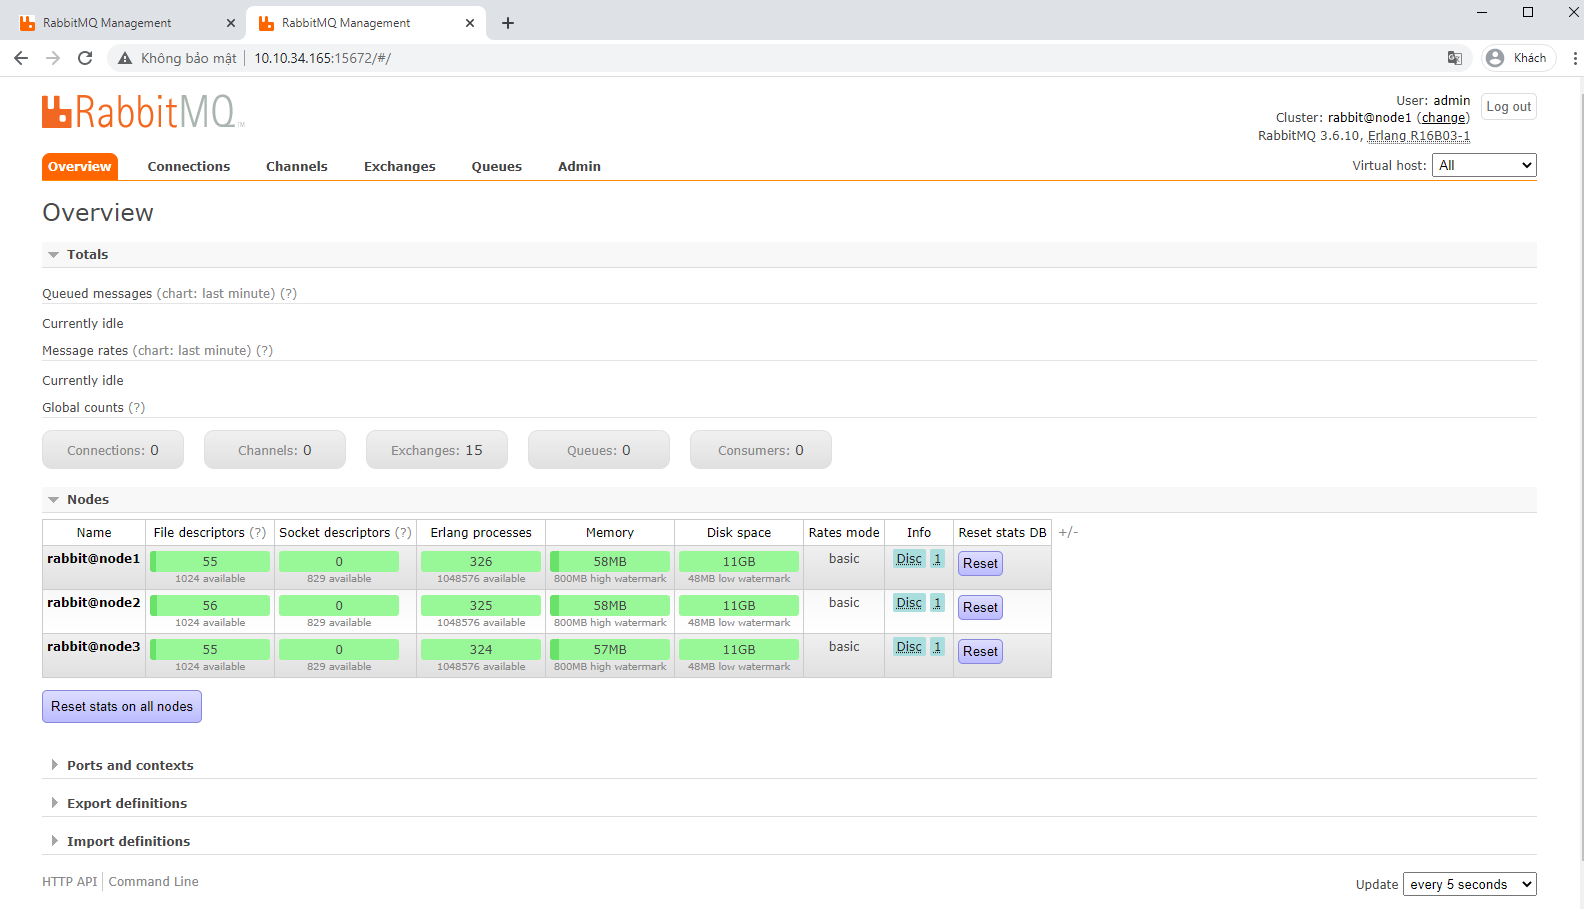 RabbitMQ Management
RabbitMQ Management
Không bảo mật 10.10.34.165:15672/#/
Khách
RabbitMQ™
User: admin
Log out
Cluster: rabbit@node1 (change)
RabbitMQ 3.6.10, Erlang R16B03-1
Overview Connections Channels Exchanges Queues Admin
Virtual host: All
Overview
Totals
Queued messages (chart: last minute) (?)
Currently idle
Message rates (chart: last minute) (?)
Currently idle
Global counts (?)
Connections: 0 Channels: 0 Exchanges: 15 Queues: 0 Consumers: 0
Nodes
Name File descriptors (?) Socket descriptors (?) Erlang processes Memory Disk space Rates mode Info Reset stats DB +/-
rabbit@node1 55 0 326 58MB 11GB basic Disc 1 Reset
1024 available 829 available 1048576 available 800MB high watermark 48MB low watermark
rabbit@node2 56 0 325 58MB 11GB basic Disc 1 Reset
1024 available 829 available 1048576 available 800MB high watermark 48MB low watermark
rabbit@node3 55 0 324 57MB 11GB basic Disc 1 Reset
1024 available 829 available 1048576 available 800MB high watermark 48MB low watermark
Reset stats on all nodes
Ports and contexts
Export definitions
Import definitions
HTTP API Command Line
Update every 5 seconds